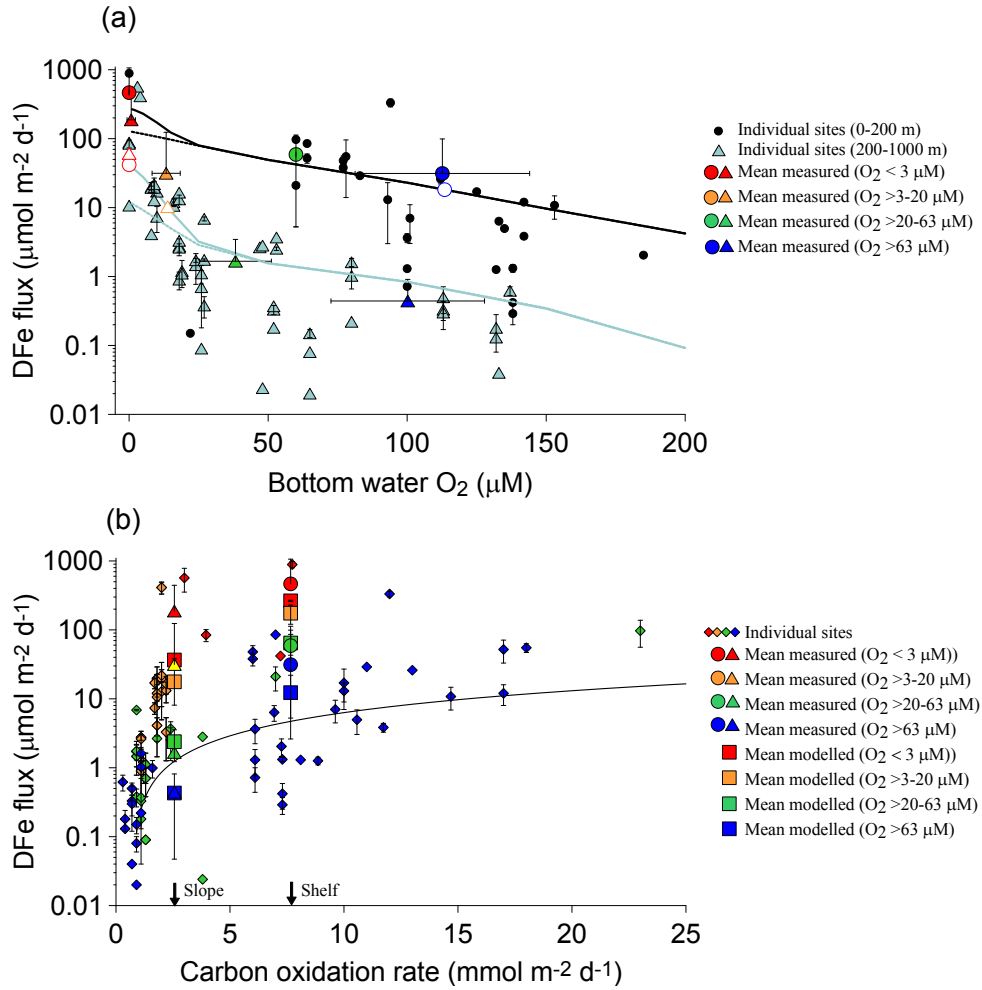 (a)
DFe flux (μmol m-2 d-1)
1000
100
10
1
0.1
0.01
0
50
100
150
200
Bottom water O2 (μM)
Individual sites (0-200 m)
Individual sites (200-1000 m)
Mean measured (O2 < 3 μM)
Mean measured (O2 >3-20 μM)
Mean measured (O2 >20-63 μM)
Mean measured (O2 >63 μM)
(b)
DFe flux (μmol m-2 d-1)
1000
100
10
1
0.1
0.01
Slope
Shelf
0
5
10
15
20
25
Carbon oxidation rate (mmol m-2 d-1)
Individual sites
Mean measured (O2 < 3 μM))
Mean measured (O2 >3-20 μM)
Mean measured (O2 >20-63 μM)
Mean measured (O2 >63 μM)
Mean modelled (O2 < 3 μM))
Mean modelled (O2 >3-20 μM)
Mean modelled (O2 >20-63 μM)
Mean modelled (O2 >63 μM)